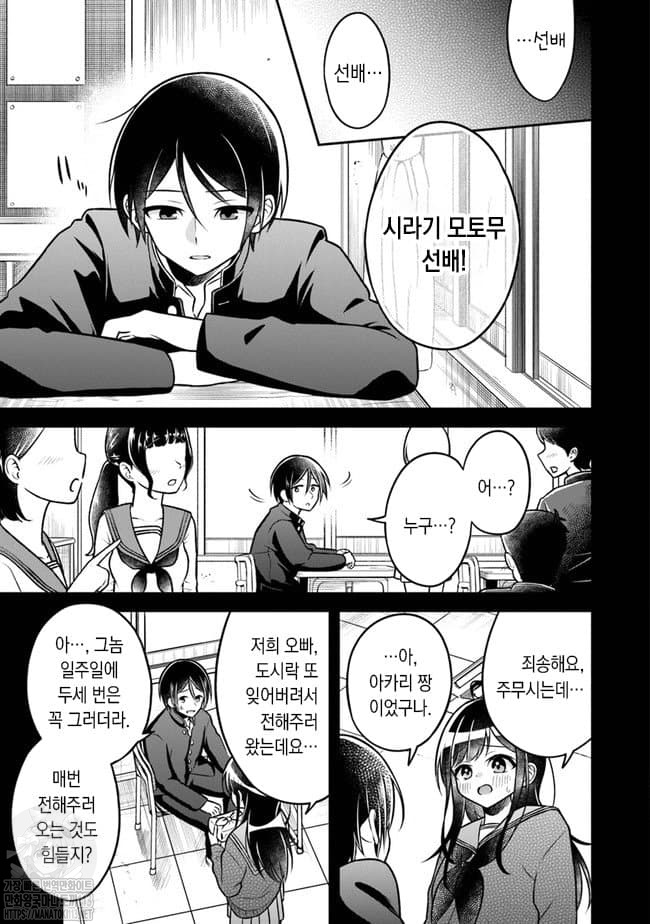 …선배
선배…
시라기 모토무
선배!
어…?
누구…?
죄송해요,
주무시는데…
…아,
아카리 짱
이었구나.
저희 오빠,
도시락 또
잊어버려서
전해주러
왔는데요…
아…, 그놈
일주일에
두세 번은
꼭 그러더라.
매번
전해주러
오는 것도
힘들지?